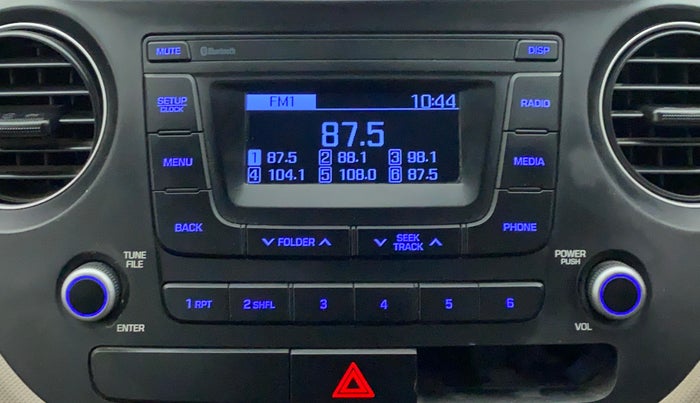 MUTE
Bluetooth
DISP
SETUP
CLOCK
FM1 10:44
RADIO
87.5
1 87.5 2 88.1 3 98.1
4 104.1 5 108.0 6 87.5
MENU
MEDIA
BACK
FOLDER
SEEK
TRACK
PHONE
TUNE
FILE
POWER
PUSH
1 RPT 2 SHFL 3 4 5 6
ENTER
VOL